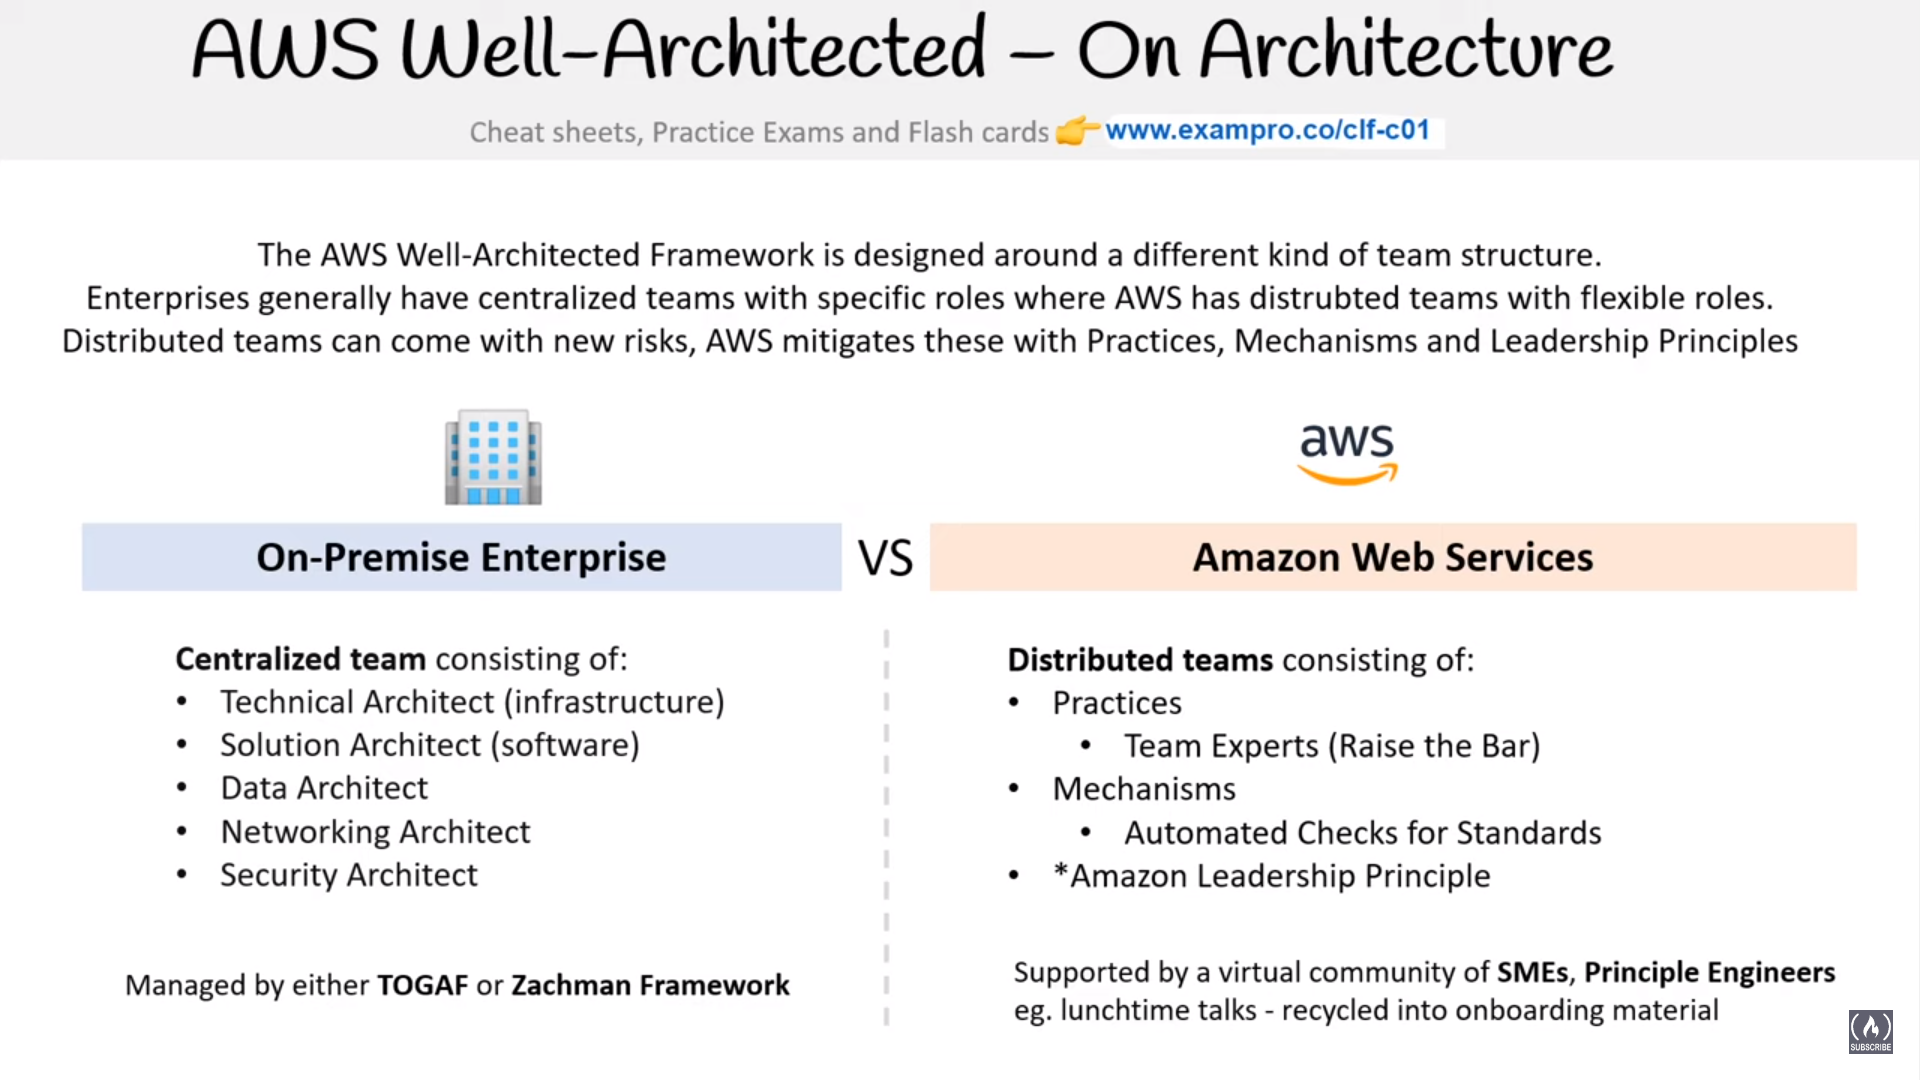 AWS Well-Architected – On Architecture
Cheat sheets, Practice Exams and Flash cards 👉 www.exampro.co/clf-c01
The AWS Well-Architected Framework is designed around a different kind of team structure.
Enterprises generally have centralized teams with specific roles where AWS has distrubted teams with flexible roles.
Distributed teams can come with new risks, AWS mitigates these with Practices, Mechanisms and Leadership Principles
aws
On-Premise Enterprise
VS
Amazon Web Services
Centralized team consisting of:
• Technical Architect (infrastructure)
• Solution Architect (software)
• Data Architect
• Networking Architect
• Security Architect
Managed by either TOGAF or Zachman Framework
Distributed teams consisting of:
• Practices
• Team Experts (Raise the Bar)
• Mechanisms
• Automated Checks for Standards
• *Amazon Leadership Principle
Supported by a virtual community of SMEs, Principle Engineers
eg. lunchtime talks - recycled into onboarding material
SUBSCRIBE